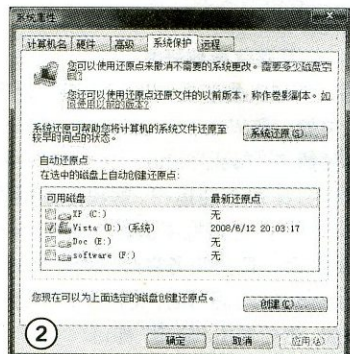 系统属性
计算机名 硬件 高级 系统保护 远程
您可以使用还原点来撤消不需要的系统更改。需要多少磁盘空间?
您还可以使用还原点还原文件的以前版本，称作卷影副本。如何使用以前的版本?
系统还原可帮助您将计算机的系统文件还原至较早时间点的状态。
系统还原(S)...
自动还原点
在选中的磁盘上自动创建还原点:
可用磁盘 最新还原点
XP (C:) 无
Vista (D:) (系统) 2008/6/12 20:03:17
Doc (E:) 无
software (F:) 无
您现在可以为上面选定的磁盘创建还原点。 创建(C)...
② 确定 取消 应用(A)